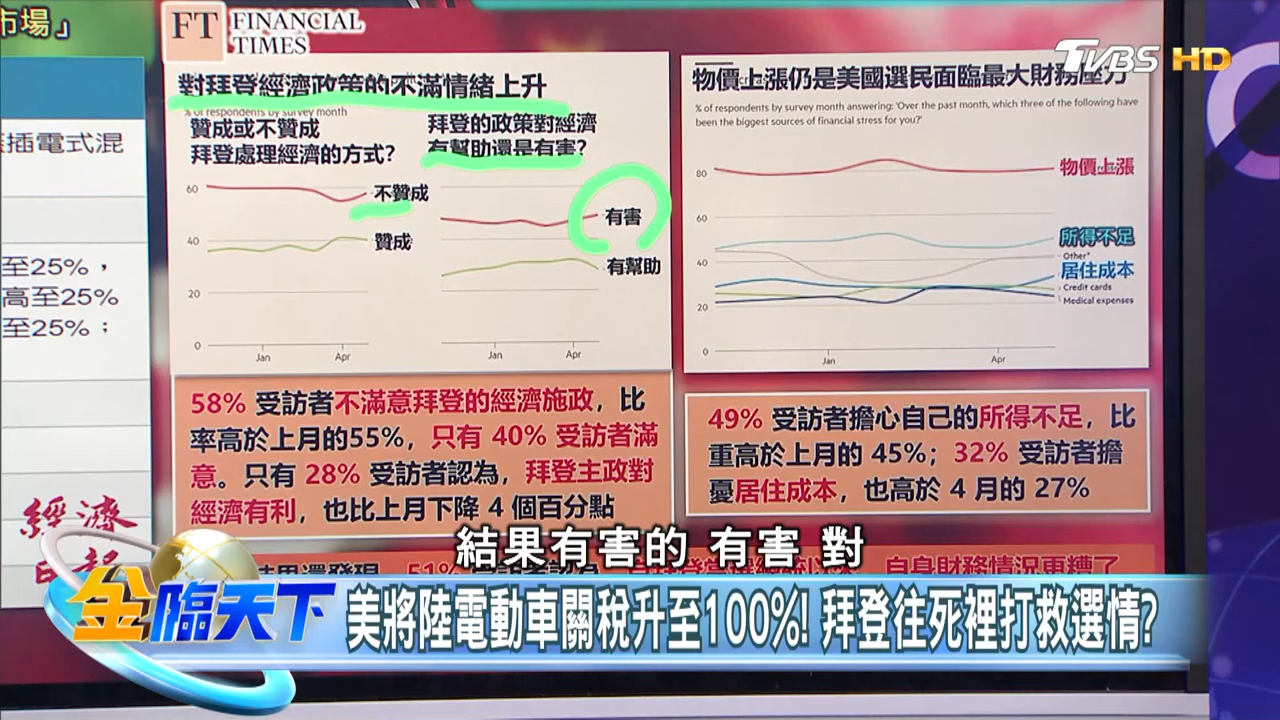 市場」
插電式混
至25%，
高至25%
至25%；
經濟
日報
FT FINANCIAL
TIMES
對拜登經濟政策的不滿情緒上升
% of respondents by survey month
贊成或不贊成
拜登處理經濟的方式?
拜登的政策對經濟
有幫助還是有害?
60
40
20
0
不贊成
贊成
有害
有幫助
Jan
Apr
Jan
Apr
TVBS HD
物價上漲仍是美國選民面臨最大財務壓力
% of respondents by survey month answering: 'Over the past month, which three of the following have
been the biggest sources of financial stress for you?'
80
60
40
20
0
物價上漲
所得不足
Other*
居住成本
Credit cards
Medical expenses
Jan
Apr
58% 受訪者不滿意拜登的經濟施政，比
率高於上月的55%，只有 40% 受訪者滿
意。只有 28% 受訪者認為，拜登主政對
經濟有利，也比上月下降 4 個百分點
49% 受訪者擔心自己的所得不足，比
重高於上月的 45%；32% 受訪者擔
憂居住成本，也高於 4 月的 27%
51%
自身財務情況更糟了
結果有害的 有害 對
金臨天下
美將陸電動車關稅升至100%! 拜登往死裡打救選情?